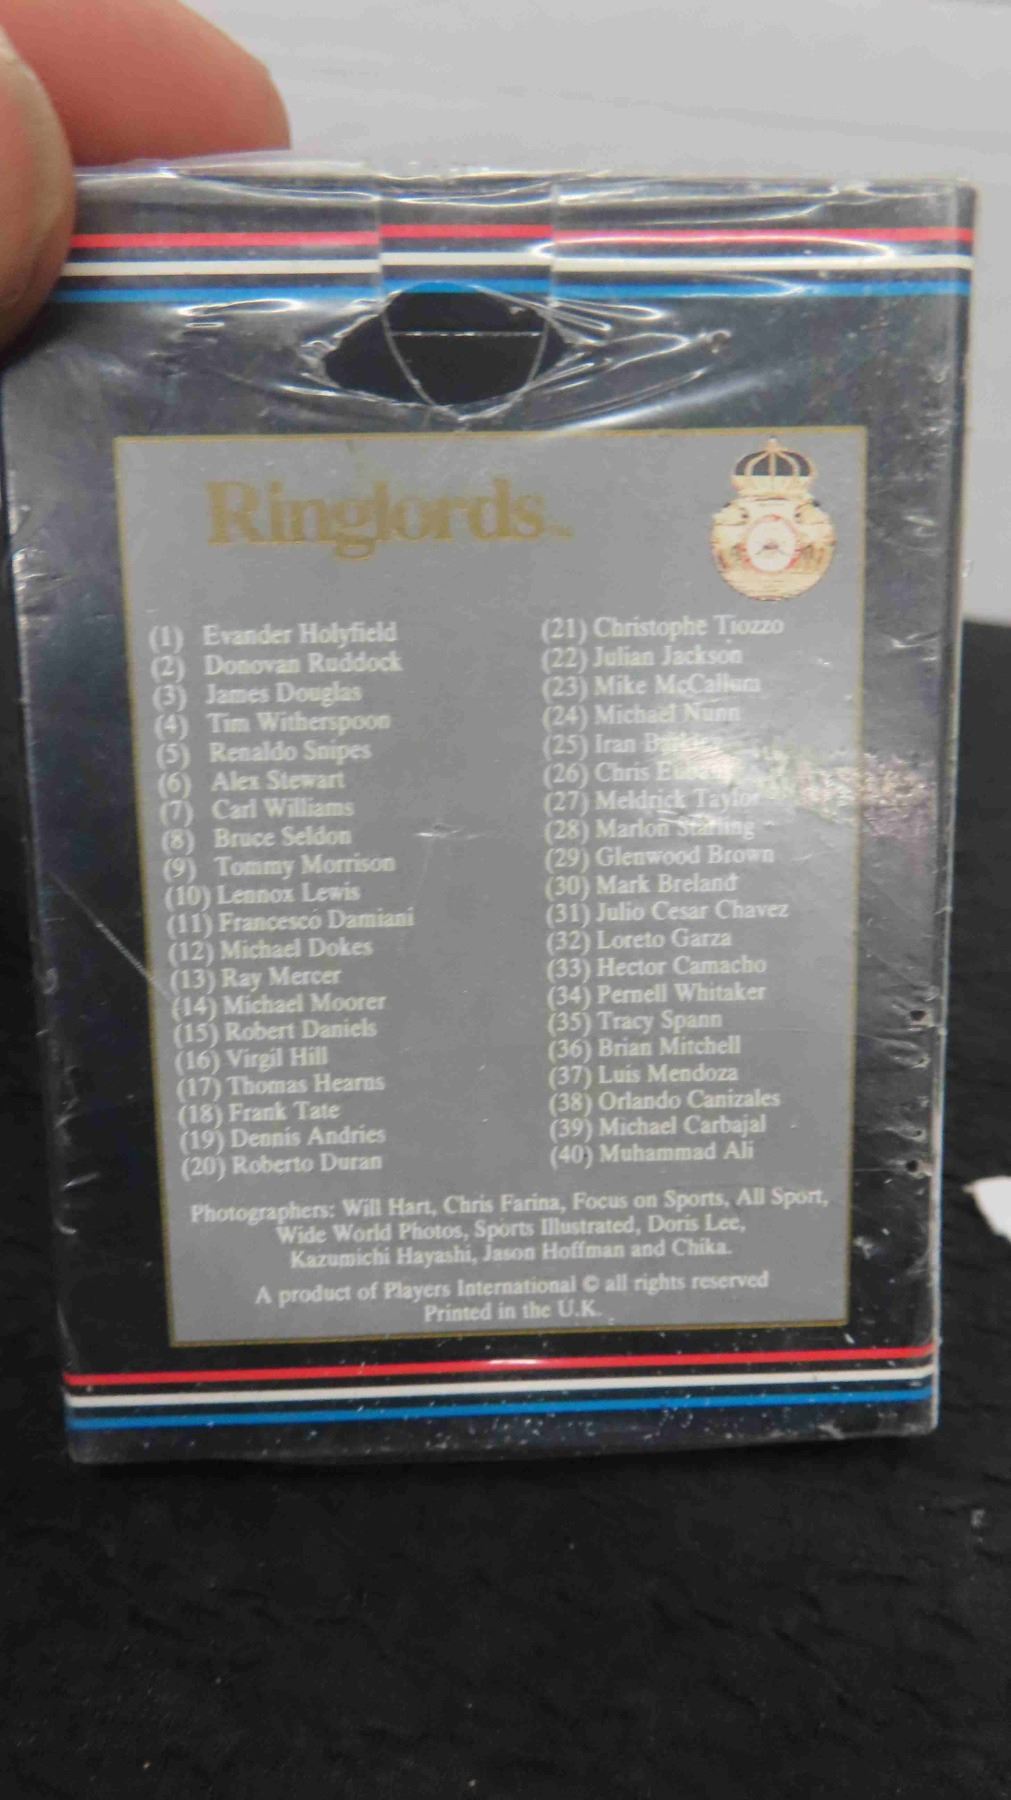 Ringlords™
(1) Evander Holyfield
(2) Donovan Ruddock
(3) James Douglas
(4) Tim Witherspoon
(5) Renaldo Snipes
(6) Alex Stewart
(7) Carl Williams
(8) Bruce Seldon
(9) Tommy Morrison
(10) Lennox Lewis
(11) Francesco Damiani
(12) Michael Dokes
(13) Ray Mercer
(14) Michael Moorer
(15) Robert Daniels
(16) Virgil Hill
(17) Thomas Hearns
(18) Frank Tate
(19) Dennis Andries
(20) Roberto Duran
(21) Christophe Tiozzo
(22) Julian Jackson
(23) Mike McCallum
(24) Michael Nunn
(25) Iran
(26) Chris
(27) Meldrick Taylor
(28) Marlon Starling
(29) Glenwood Brown
(30) Mark Breland
(31) Julio Cesar Chavez
(32) Loreto Garza
(33) Hector Camacho
(34) Pernell Whitaker
(35) Tracy Spann
(36) Brian Mitchell
(37) Luis Mendoza
(38) Orlando Canizales
(39) Michael Carbajal
(40) Muhammad Ali
Photographers: Will Hart, Chris Farina, Focus on Sports, All Sport,
Wide World Photos, Sports Illustrated, Doris Lee,
Kazumichi Hayashi, Jason Hoffman and Chika.
A product of Players International © all rights reserved
Printed in the U.K.